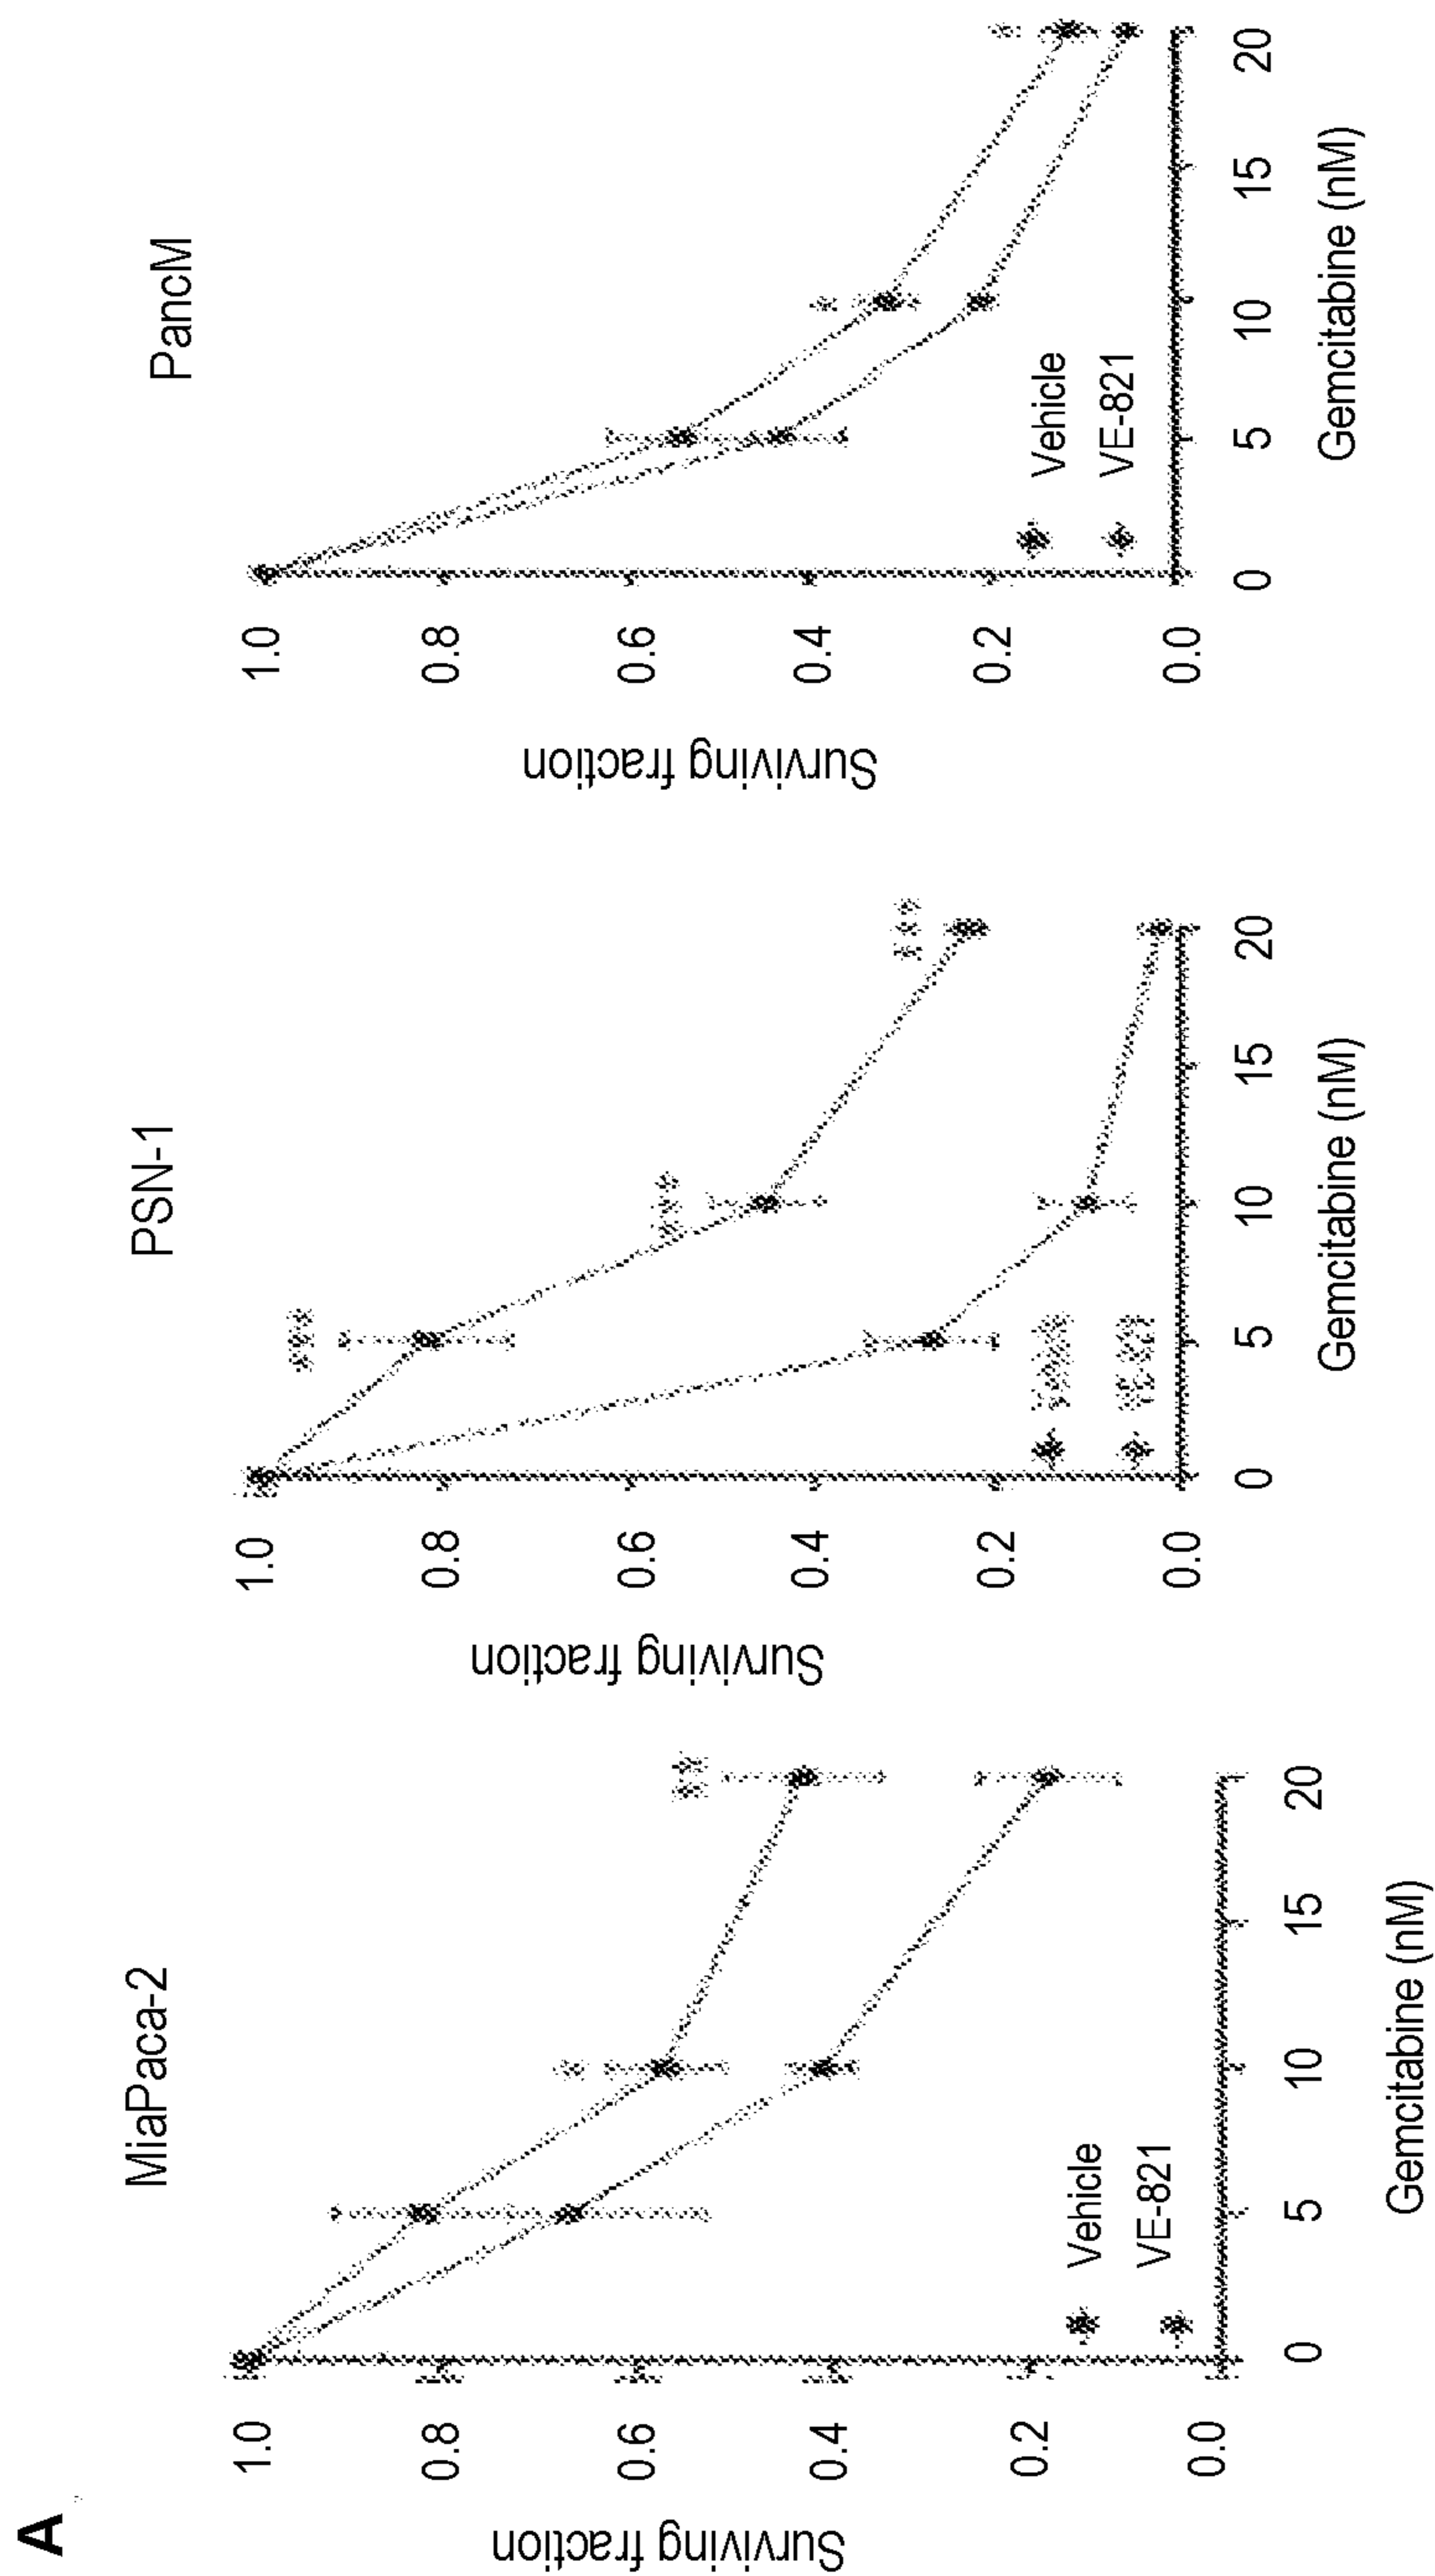 A
MiaPaca-2
Surviving fraction
1.0
0.8
0.6
0.4
0.2
0.0
Vehicle
VE-821
0 5 10 15 20
Gemcitabine (nM)
PSN-1
Surviving fraction
1.0
0.8
0.6
0.4
0.2
0.0
0 5 10 15 20
Gemcitabine (nM)
PancM
Surviving fraction
1.0
0.8
0.6
0.4
0.2
0.0
Vehicle
VE-821
0 5 10 15 20
Gemcitabine (nM)